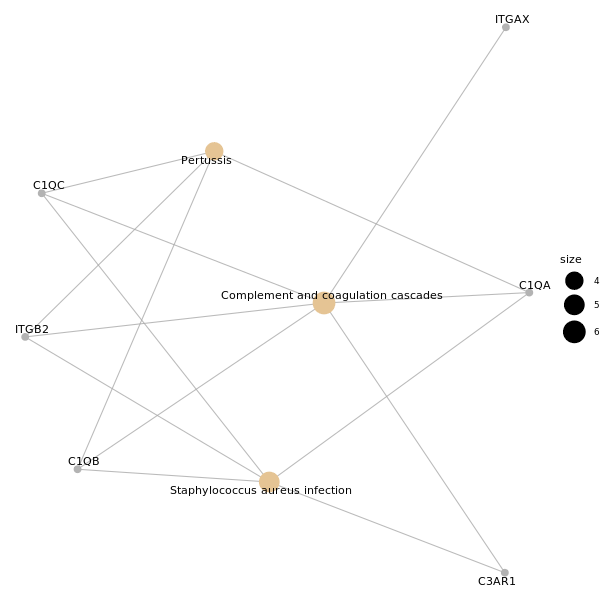 ITGAX
Pertussis
C1QC
size
4
5
6
C1QA
Complement and coagulation cascades
ITGB2
C1QB
Staphylococcus aureus infection
C3AR1